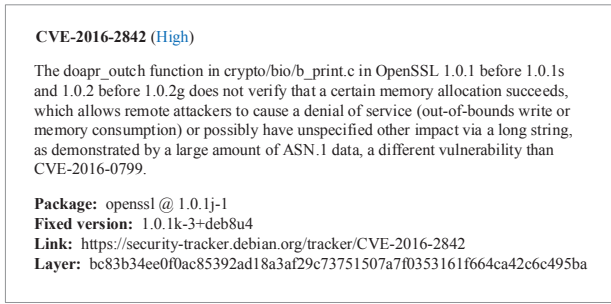 CVE-2016-2842 (High)
The doapr_outch function in crypto/bio/b_print.c in OpenSSL 1.0.1 before 1.0.1s
and 1.0.2 before 1.0.2g does not verify that a certain memory allocation succeeds,
which allows remote attackers to cause a denial of service (out-of-bounds write or
memory consumption) or possibly have unspecified other impact via a long string,
as demonstrated by a large amount of ASN.1 data, a different vulnerability than
CVE-2016-0799.
Package: openssl @ 1.0.1j-1
Fixed version: 1.0.1k-3+deb8u4
Link: https://security-tracker.debian.org/tracker/CVE-2016-2842
Layer: bc83b34ee0f0ac85392ad18a3af29c73751507a7f0353161f664ca42c6c495ba